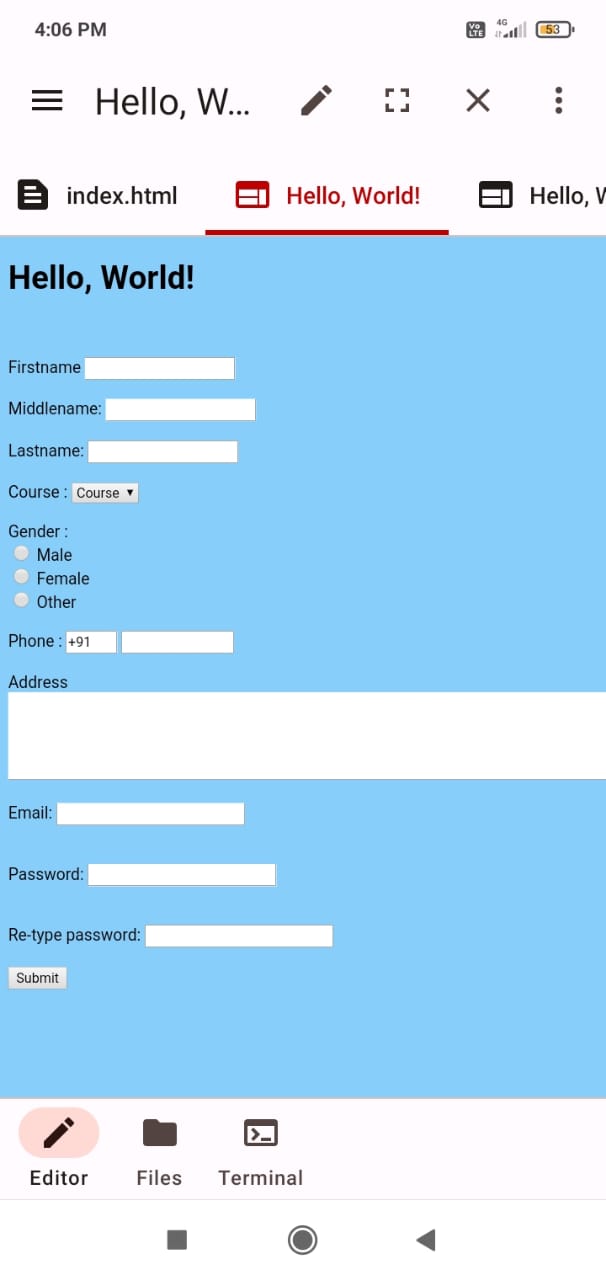 4:06 PM
Vo LTE 4G 53
Hello, W...
index.html Hello, World! Hello, W
Hello, World!
Firstname
Middlename:
Lastname:
Course : Course
Gender :
Male
Female
Other
Phone : +91
Address
Email:
Password:
Re-type password:
Submit
Editor Files Terminal